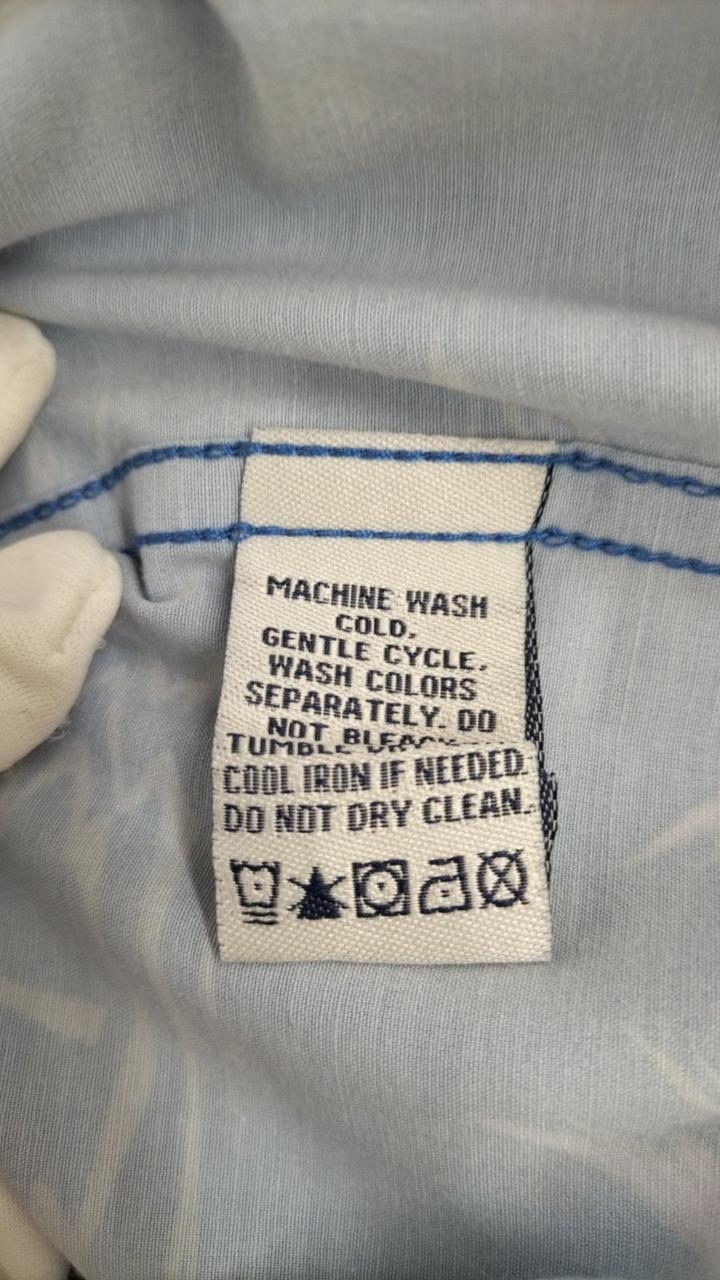 MACHINE WASH
COLD.
GENTLE CYCLE.
WASH COLORS
SEPARATELY. DO
NOT
TUMBLE
COOL IRON IF NEEDED.
DO NOT DRY CLEAN.